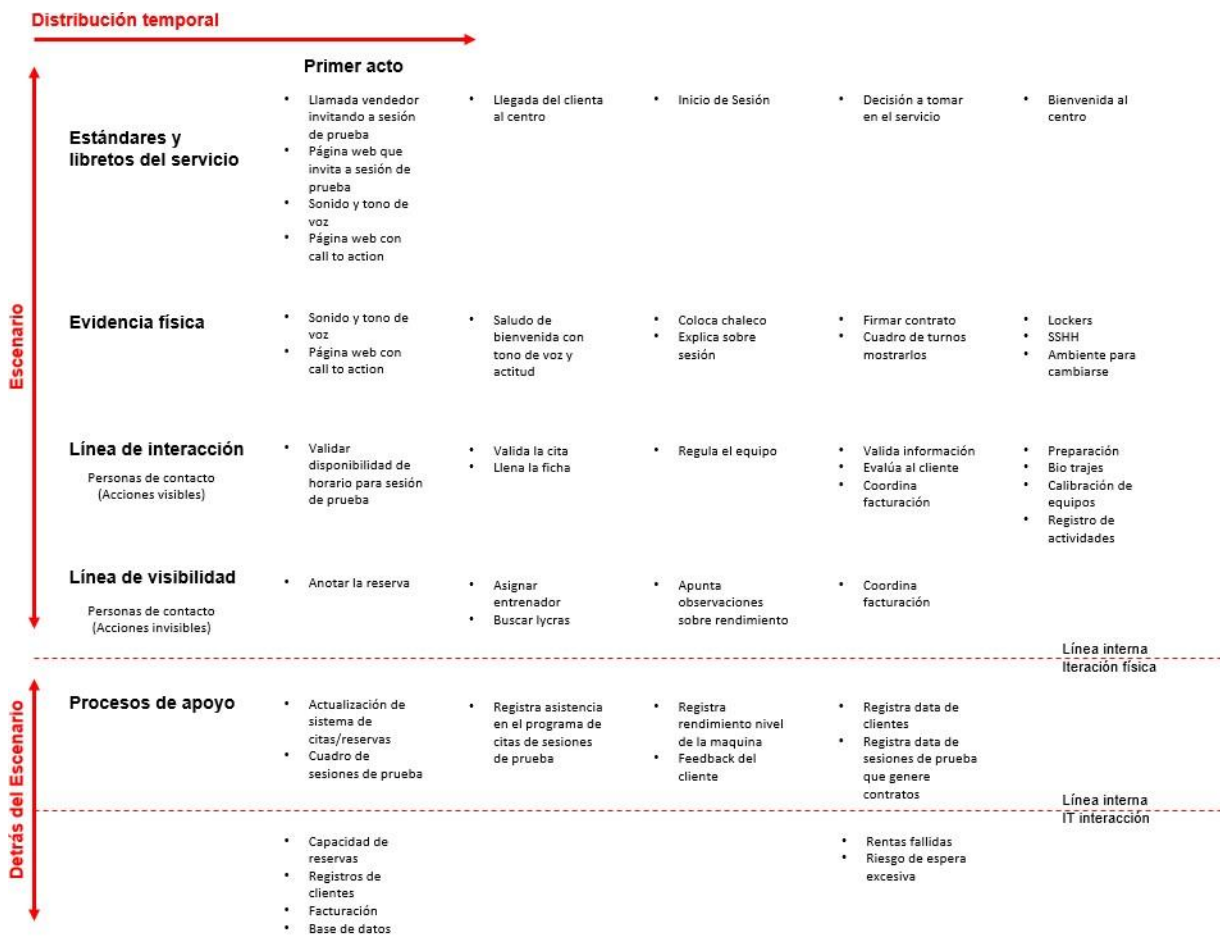 Distribución temporal
Primer acto
Escenario
Estándares y
libretos del servicio
• Llamada vendedor
invitando a sesión
de prueba
• Página web que
invita a sesión de
prueba
• Sonido y tono de
voz
• Página web con
call to action
• Llegada del clienta
al centro
• Inicio de Sesión
• Decisión a tomar
en el servicio
• Bienvenida al
centro
Evidencia física
• Sonido y tono de
voz
• Página web con
call to action
• Saludo de
bienvenida con
tono de voz y
actitud
• Coloca chaleco
• Explica sobre
sesión
• Firmar contrato
• Cuadro de turnos
mostrarlos
• Lockers
• SSHH
• Ambiente para
cambiarse
Línea de interacción
Personas de contacto
(Acciones visibles)
• Validar
disponibilidad de
horario para sesión
de prueba
• Valida la cita
• Llena la ficha
• Regula el equipo
• Valida información
• Evalúa al cliente
• Coordina
facturación
• Preparación
• Bio trajes
• Calibración de
equipos
• Registro de
actividades
Línea de visibilidad
Personas de contacto
(Acciones invisibles)
• Anotar la reserva
• Asignar
entrenador
• Buscar lycras
• Apunta
observaciones
sobre rendimiento
• Coordina
facturación
Línea interna
Iteración física
Detrás del Escenario
Procesos de apoyo
• Actualización de
sistema de
citas/reservas
• Cuadro de
sesiones de prueba
• Registra asistencia
en el programa de
citas de sesiones
de prueba
• Registra
rendimiento nivel
de la maquina
• Feedback del
cliente
• Registra data de
clientes
• Registra data de
sesiones de prueba
que genere
contratos
Línea interna
IT interacción
• Capacidad de
reservas
• Registros de
clientes
• Facturación
• Base de datos
• Rentas fallidas
• Riesgo de espera
excesiva